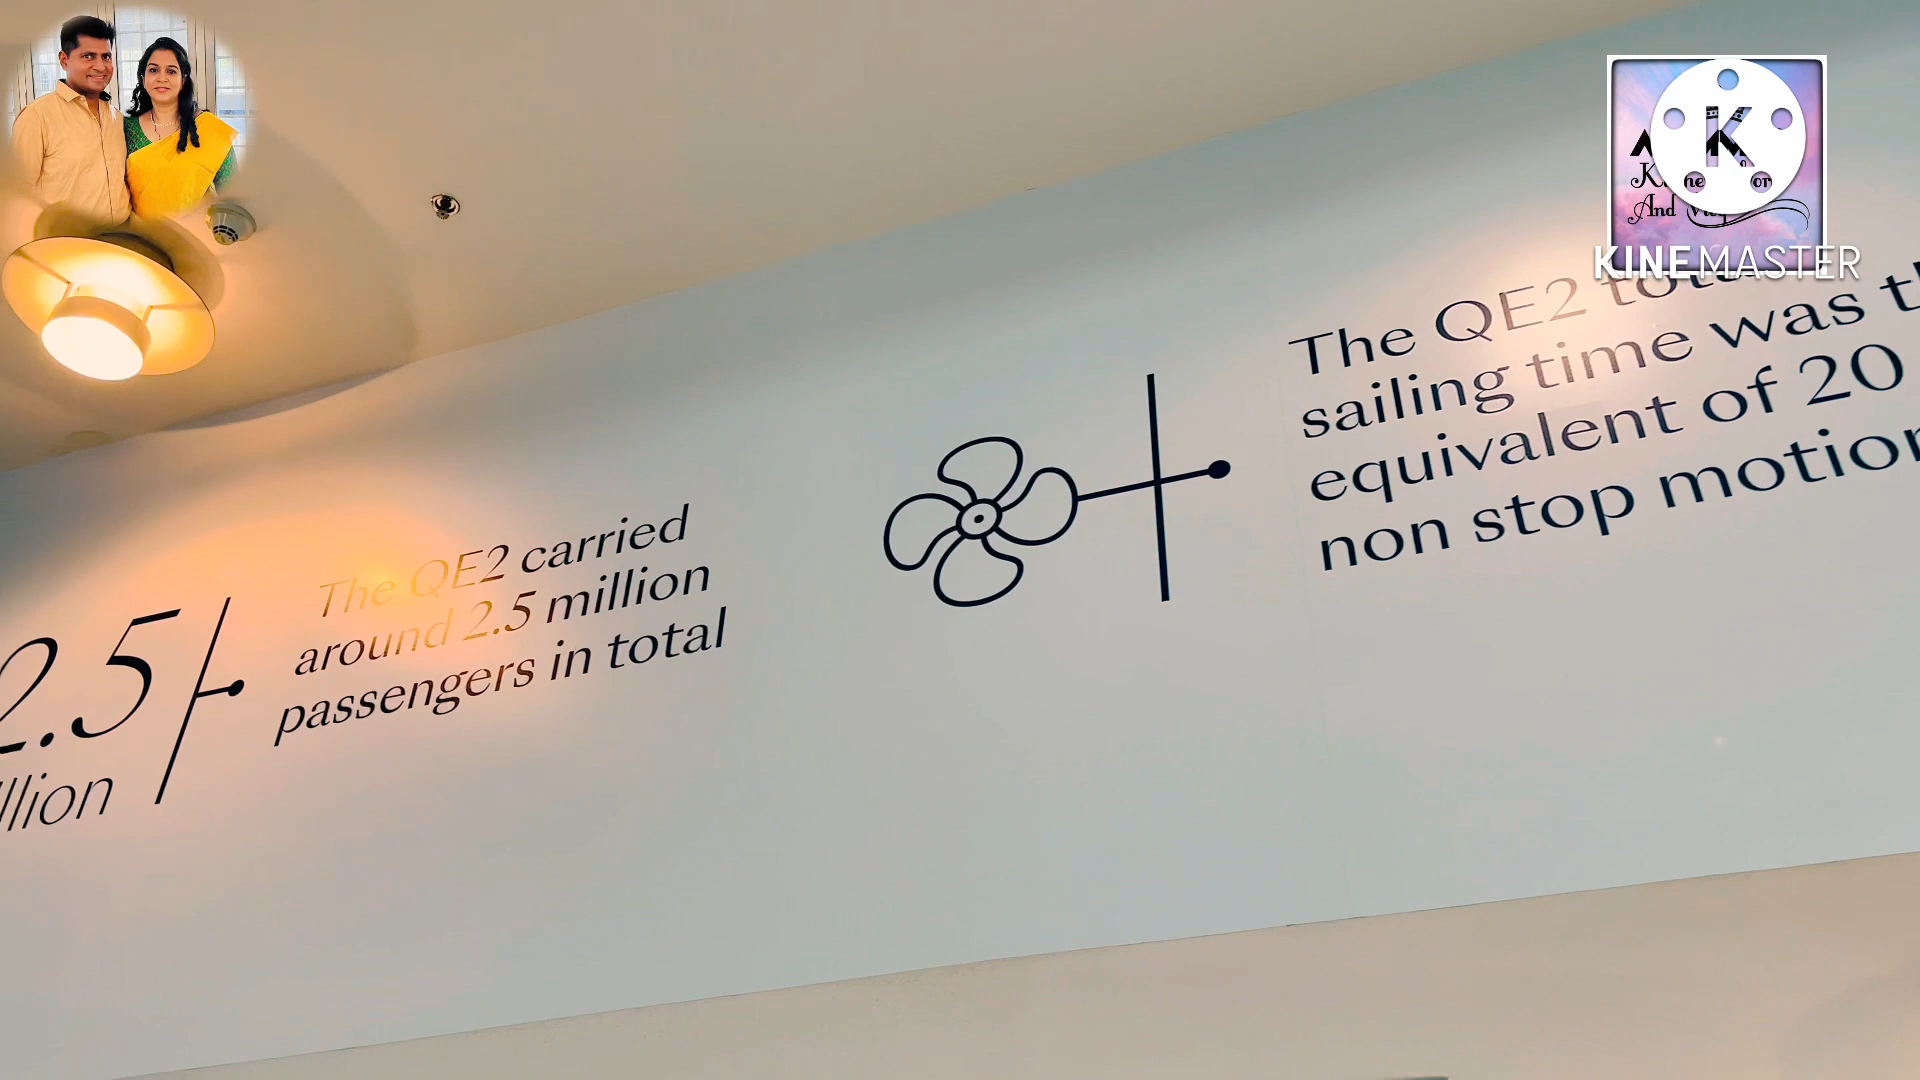 2.5
The QE2 carried
around 2.5 million
passengers in total
The QE2
sailing time was
equivalent of 20
non stop motion
K
And
KINEMASTER